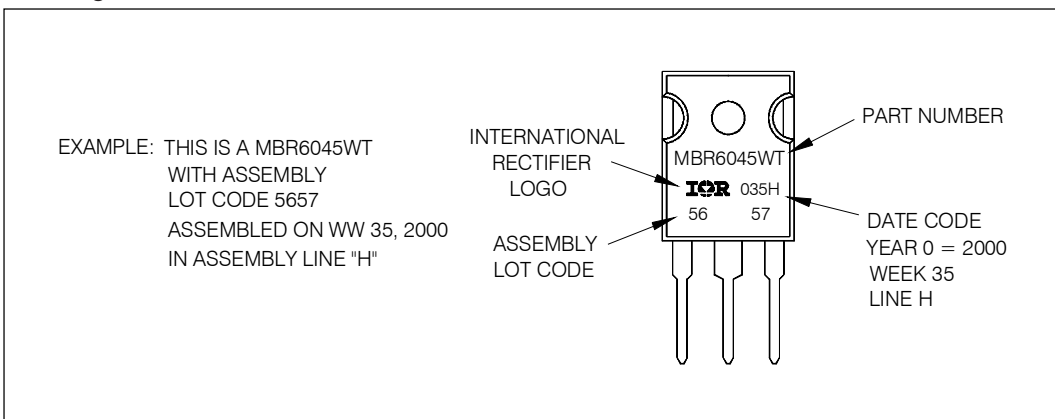 EXAMPLE: THIS IS A MBR6045WT
WITH ASSEMBLY
LOT CODE 5657
ASSEMBLED ON WW 35, 2000
IN ASSEMBLY LINE "H"
INTERNATIONAL
RECTIFIER
LOGO
ASSEMBLY
LOT CODE
MBR6045WT
IOR 035H
56 57
PART NUMBER
DATE CODE
YEAR 0 = 2000
WEEK 35
LINE H